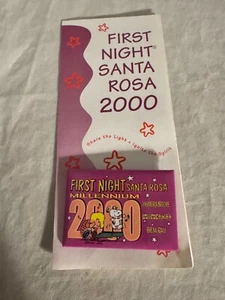 FIRST
NIGHT®
SANTA
ROSA
2000
Share the Light • Ignite the Spirit
FIRST NIGHT SANTA ROSA
MILLENNIUM
2000